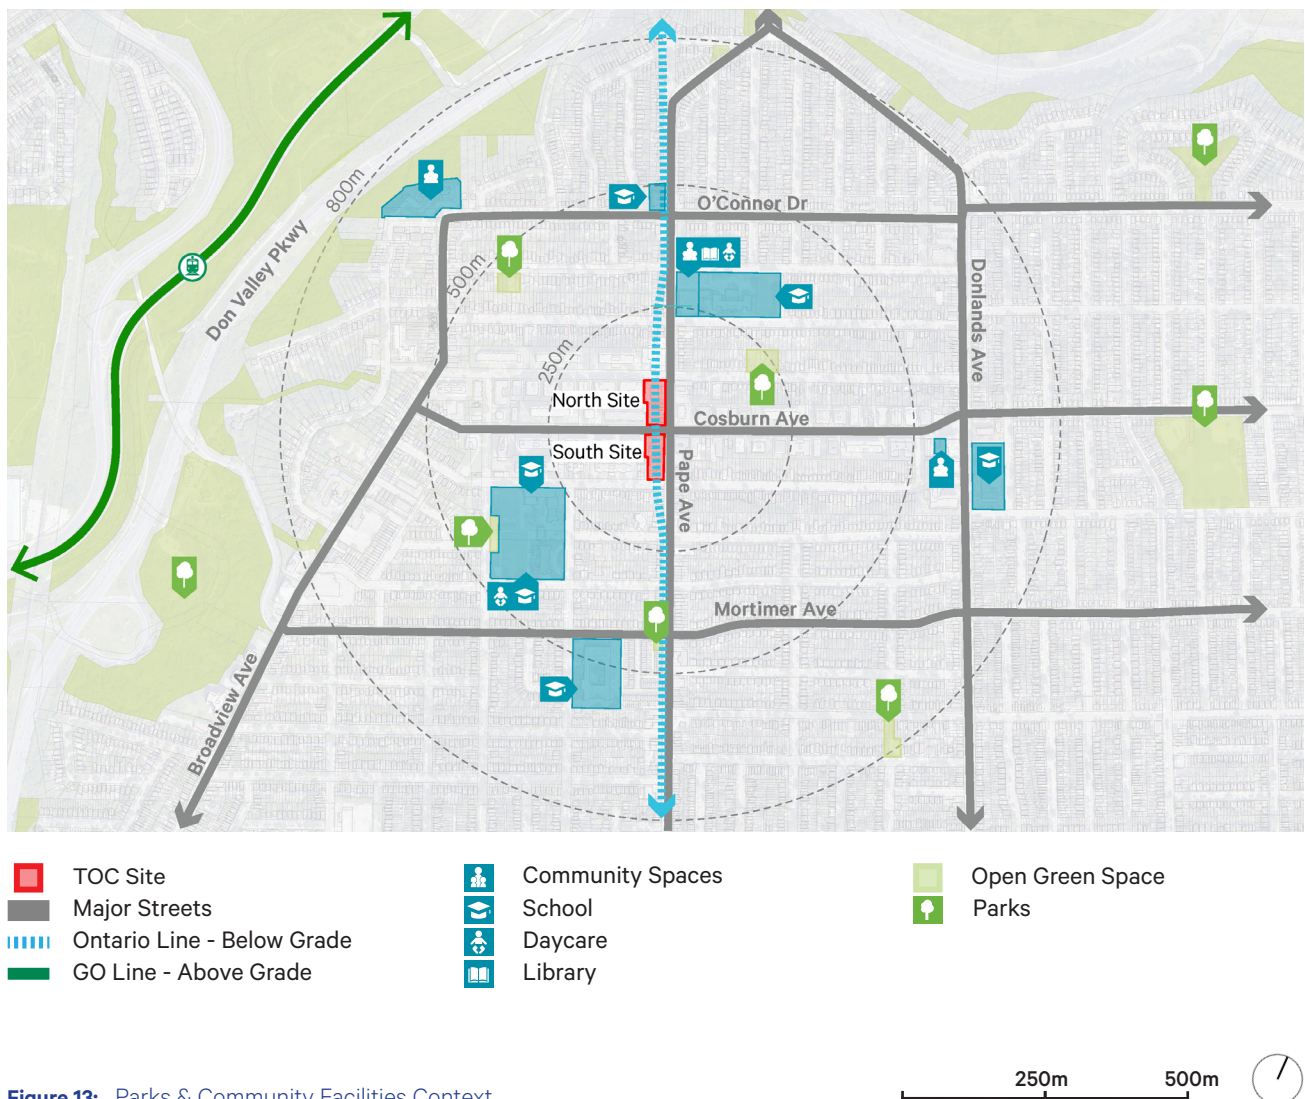 800m
O'Connor Dr
Don Valley Pkwy
500m
Donlands Ave
250m
North Site
Cosburn Ave
South Site
Pape Ave
Mortimer Ave
Broadview Ave
TOC Site
Major Streets
Ontario Line - Below Grade
GO Line - Above Grade
Community Spaces
School
Daycare
Library
Open Green Space
Parks
Figure 13: Parks & Community Facilities Context
250m
500m